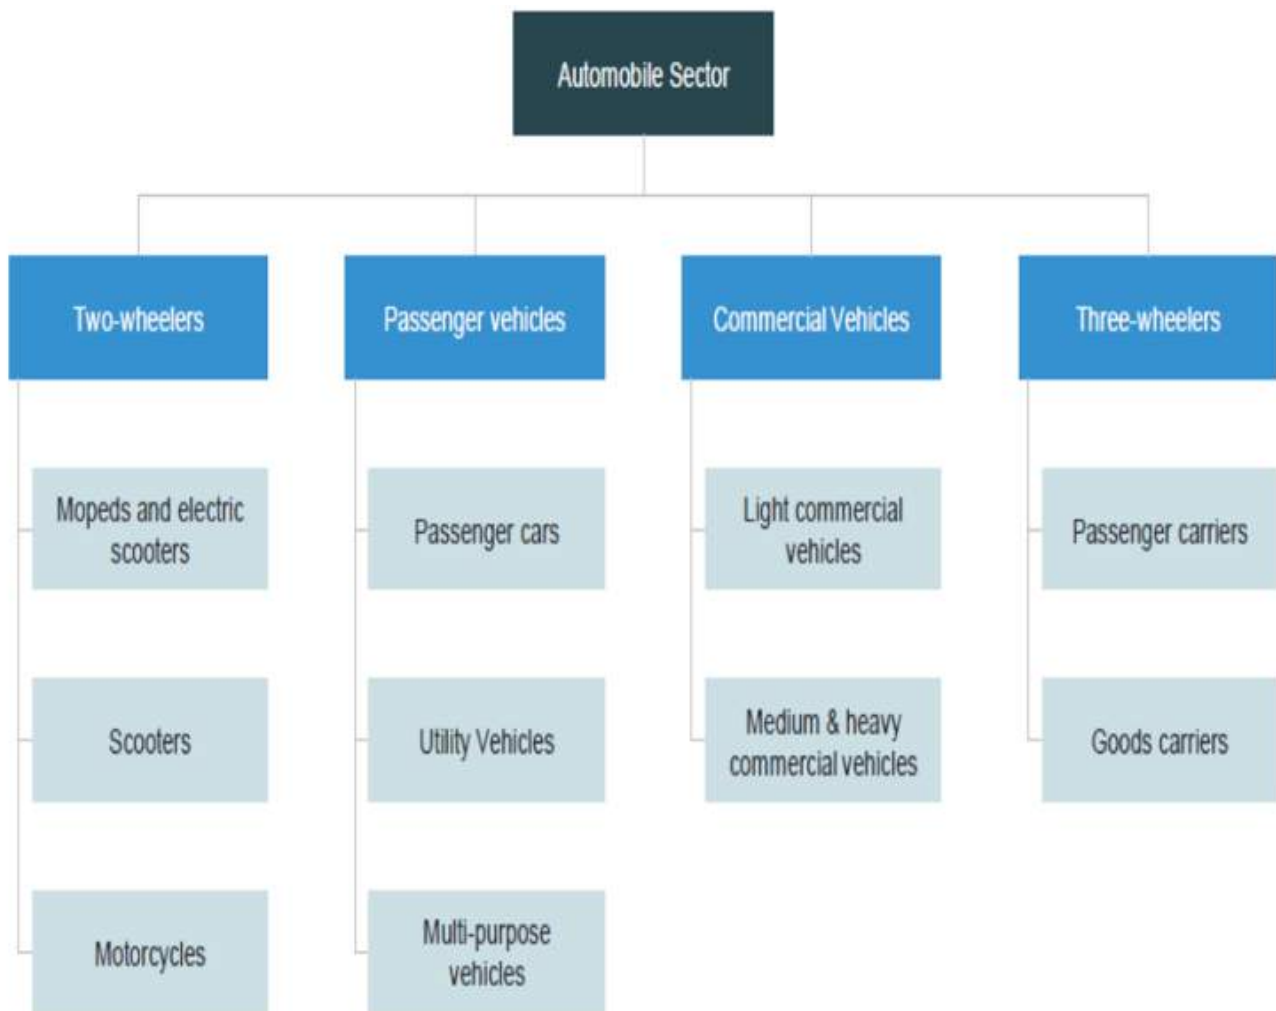 Automobile Sector
Two-wheelers
Passenger vehicles
Commercial Vehicles
Three-wheelers
Mopeds and electric
scooters
Passenger cars
Light commercial
vehicles
Passenger carriers
Scooters
Utility Vehicles
Medium & heavy
commercial vehicles
Goods carriers
Motorcycles
Multi-purpose
vehicles